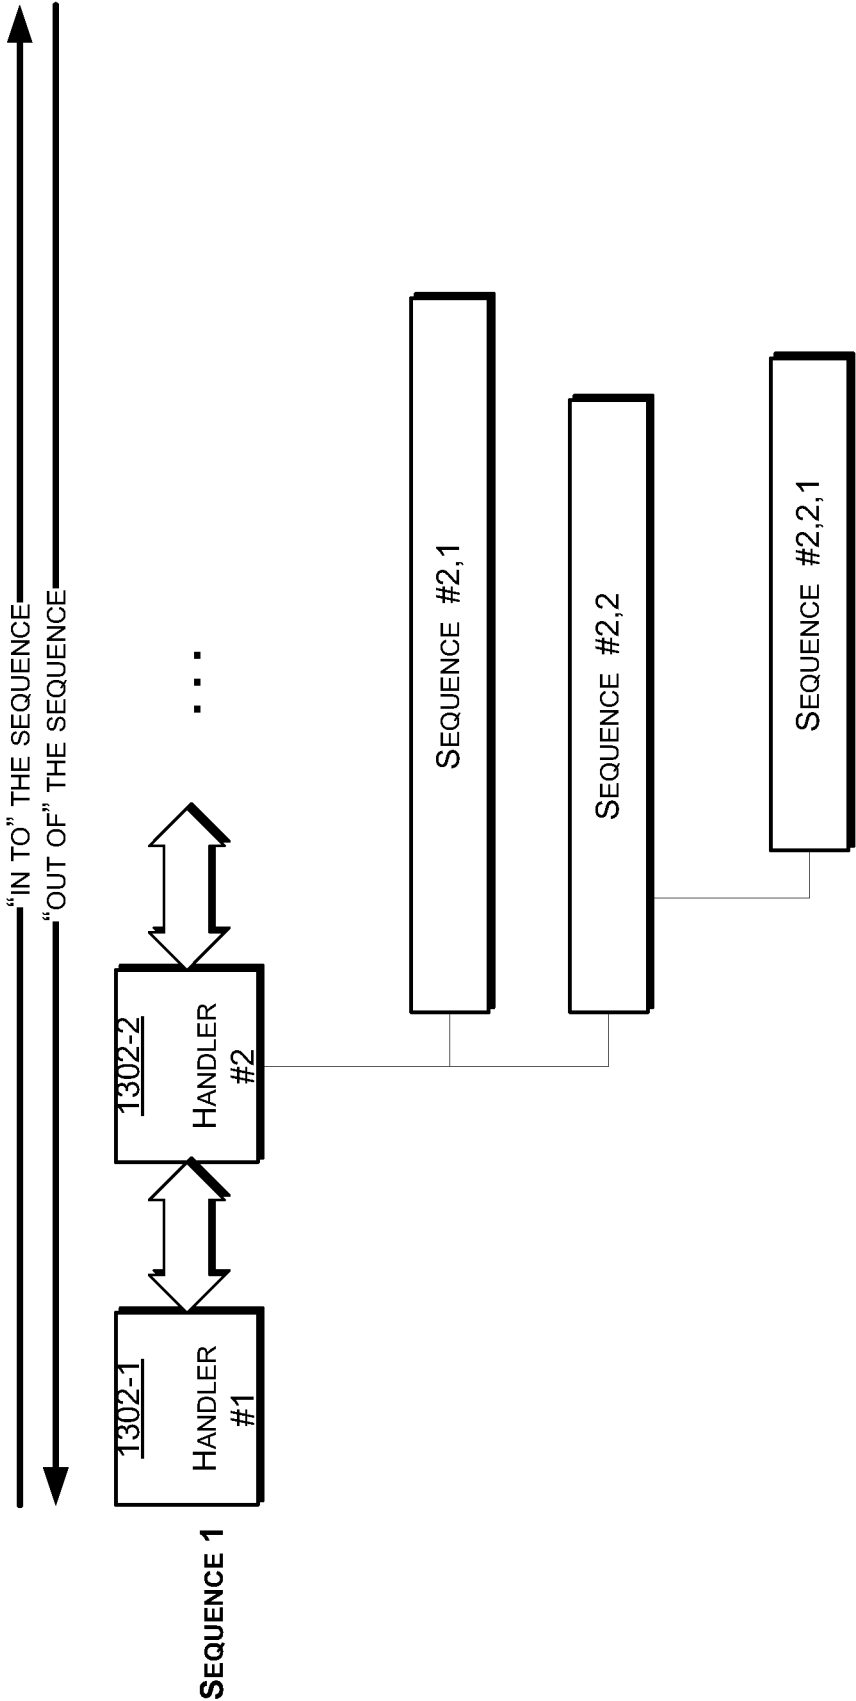 “IN TO” THE SEQUENCE
“OUT OF” THE SEQUENCE
SEQUENCE 1
1302-1
HANDLER
#1
1302-2
HANDLER
#2
...
SEQUENCE #2,1
SEQUENCE #2,2
SEQUENCE #2,2,1